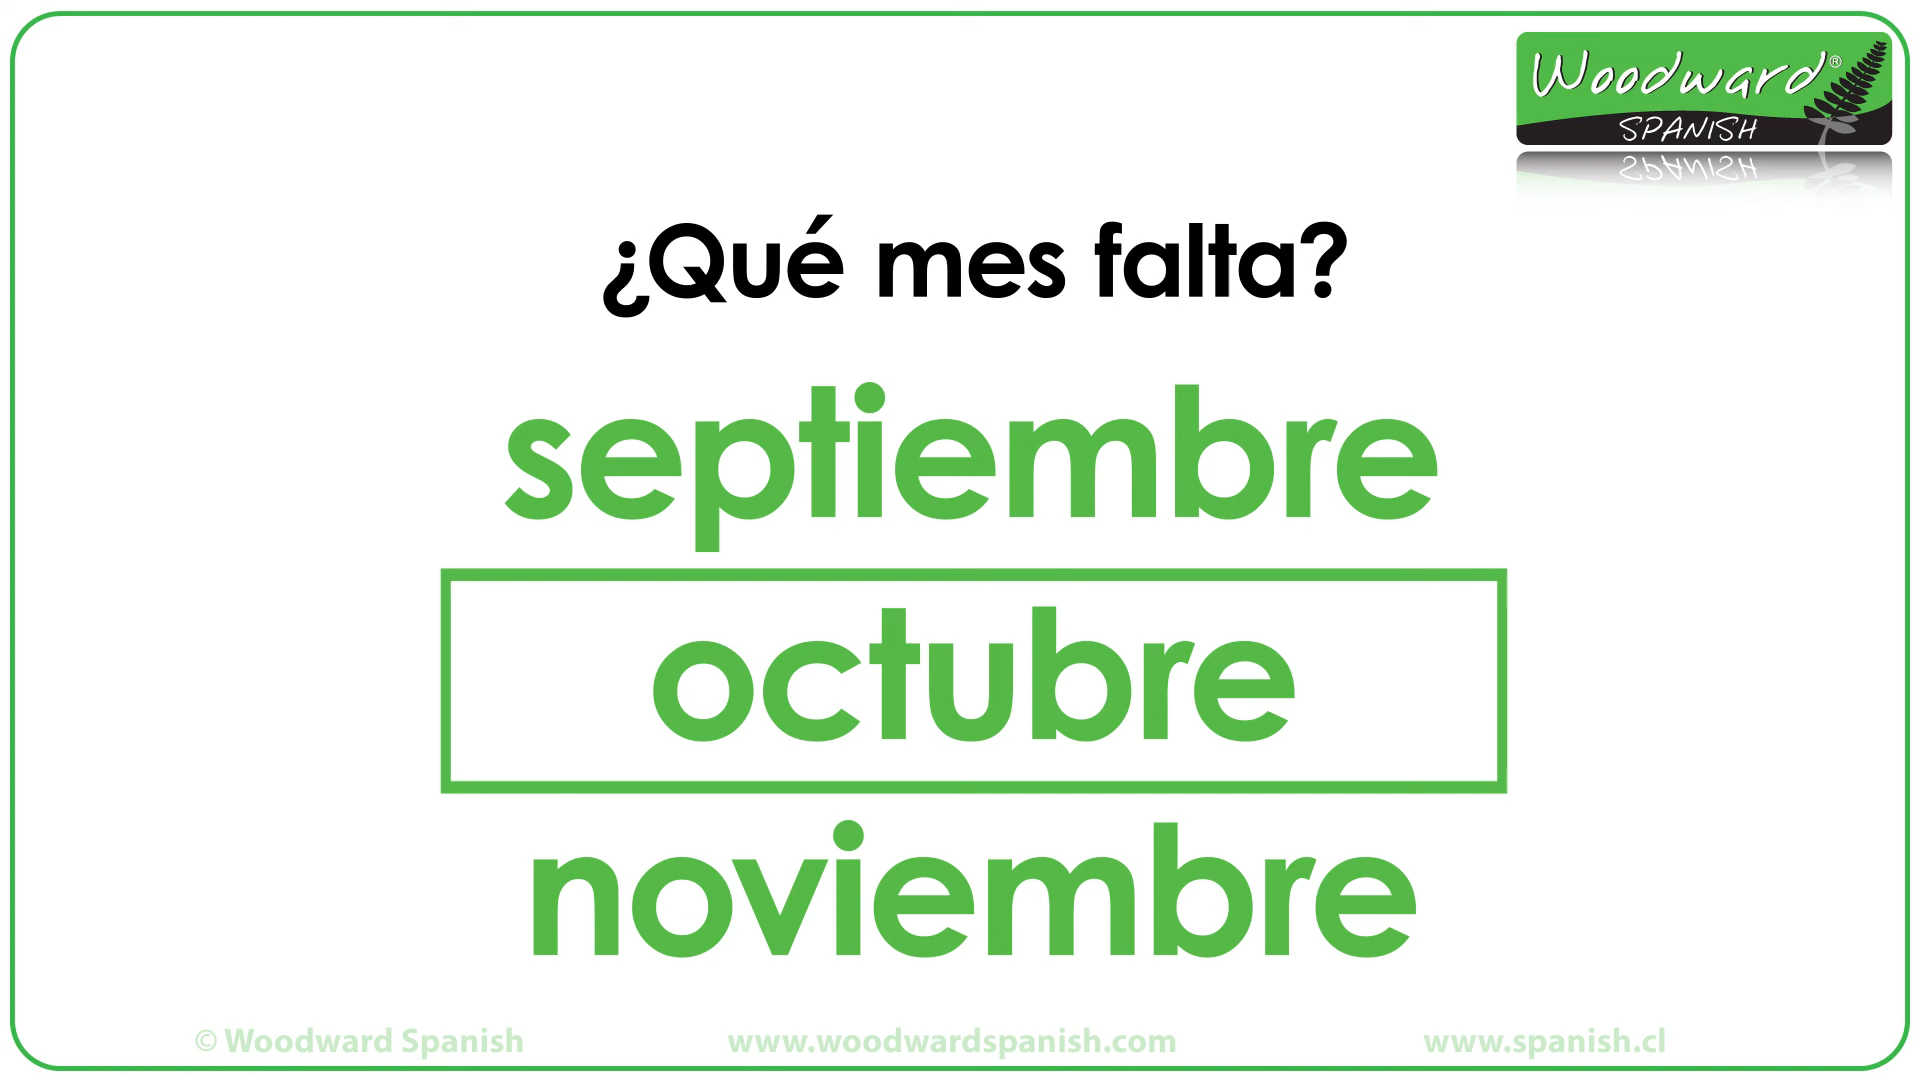 Woodward®
SPANISH
¿Qué mes falta?
septiembre
octubre
noviembre
© Woodward Spanish
www.woodwardspanish.com
www.spanish.cl